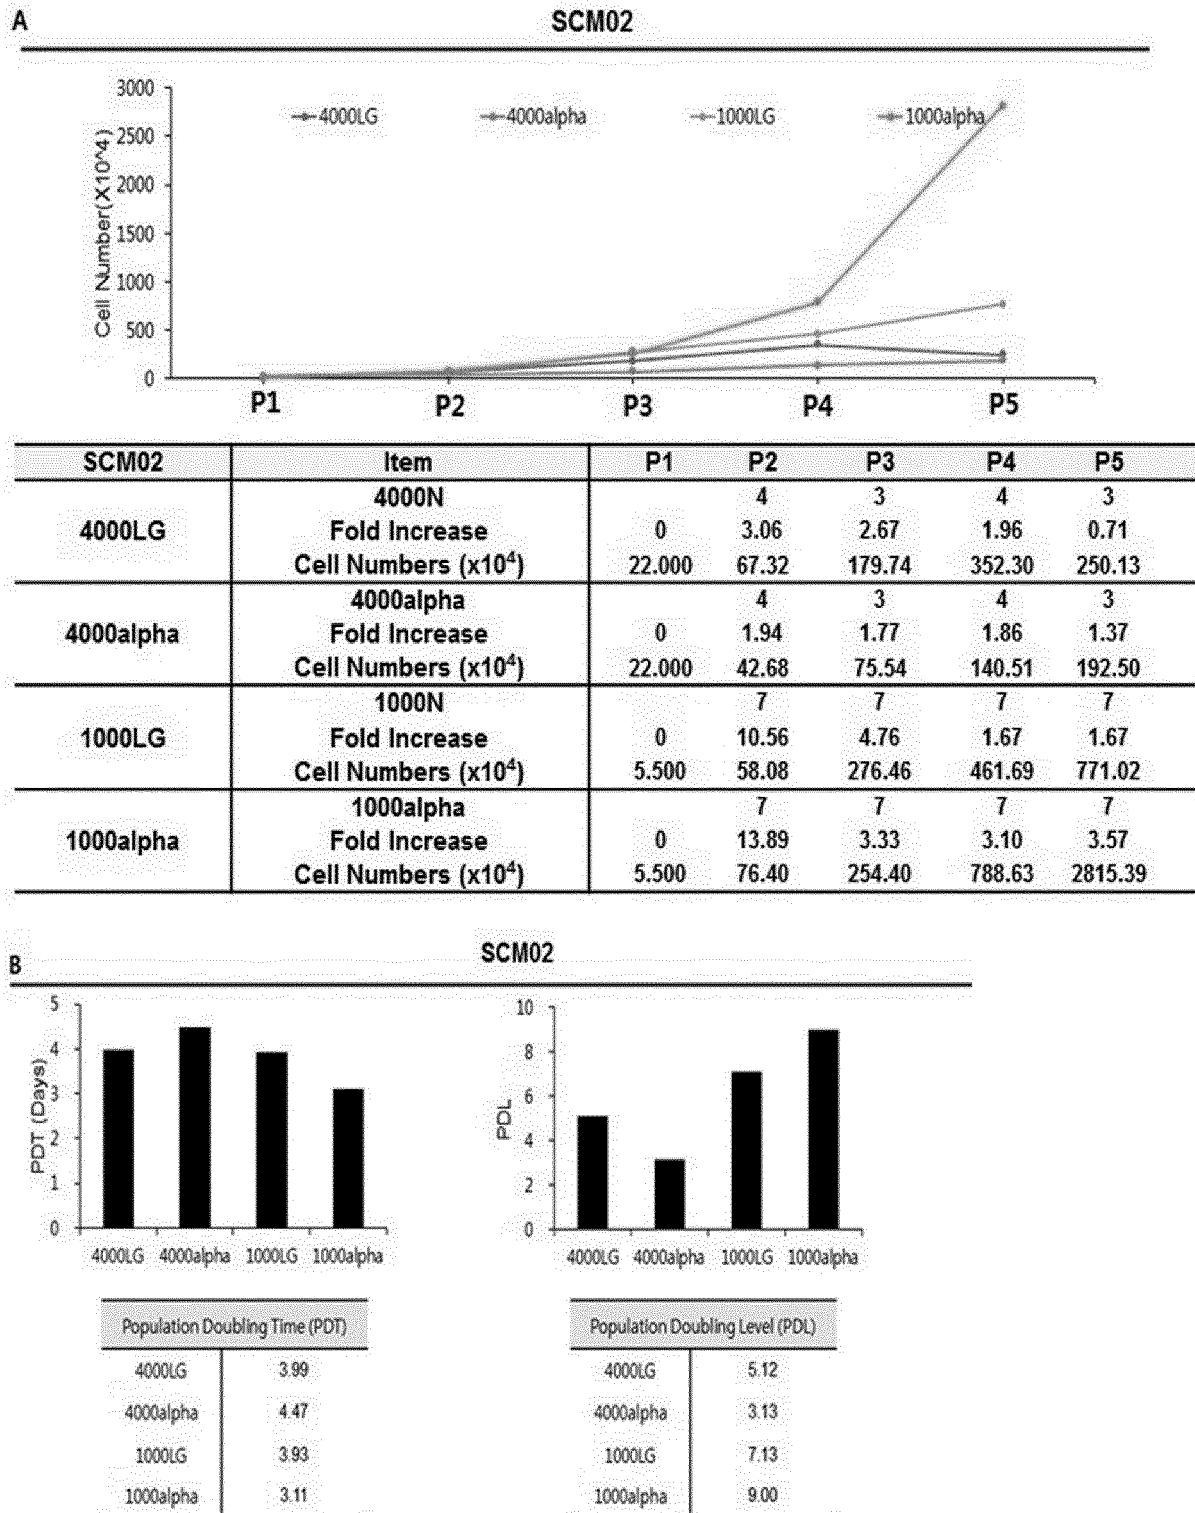 A
SCM02
3000
2500
2000
1500
1000
500
0
Cell Number(X10^4)
4000LG 4000alpha 1000LG 1000alpha
P1 P2 P3 P4 P5
SCM02 Item P1 P2 P3 P4 P5
4000LG
4000N 4 3 4 3
Fold Increase 0 3.06 2.67 1.96 0.71
Cell Numbers (x10⁴) 22.000 67.32 179.74 352.30 250.13
4000alpha
4000alpha 4 3 4 3
Fold Increase 0 1.94 1.77 1.86 1.37
Cell Numbers (x10⁴) 22.000 42.68 75.54 140.51 192.50
1000LG
1000N 7 7 7 7
Fold Increase 0 10.56 4.76 1.67 1.67
Cell Numbers (x10⁴) 5.500 58.08 276.46 461.69 771.02
1000alpha
1000alpha 7 7 7 7
Fold Increase 0 13.89 3.33 3.10 3.57
Cell Numbers (x10⁴) 5.500 76.40 254.40 788.63 2815.39
B
SCM02
5
4
3
2
1
0
PDT (Days)
4000LG 4000alpha 1000LG 1000alpha
10
8
6
4
2
0
PDL
4000LG 4000alpha 1000LG 1000alpha
Population Doubling Time (PDT)
4000LG 3.99
4000alpha 4.47
1000LG 3.93
1000alpha 3.11
Population Doubling Level (PDL)
4000LG 5.12
4000alpha 3.13
1000LG 7.13
1000alpha 9.00